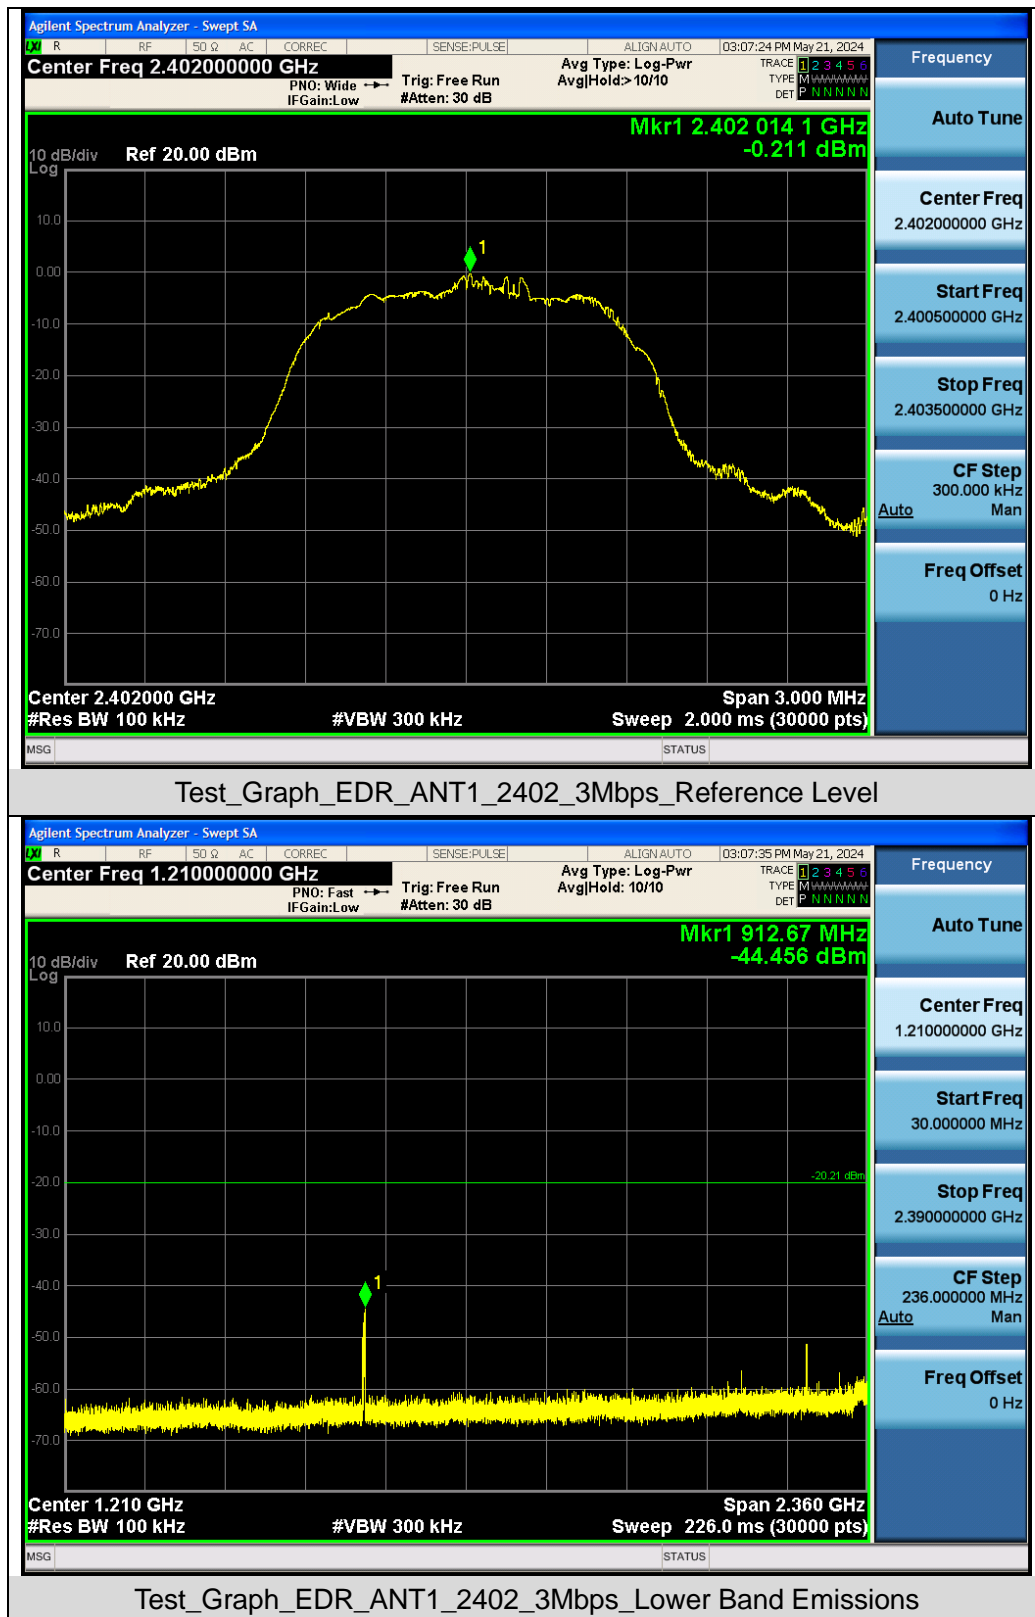 Agilent Spectrum Analyzer - Swept SA
LXI R RF 50 Ω AC CORREC SENSE:PULSE ALIGN AUTO 03:07:24 PM May 21, 2024
Center Freq 2.402000000 GHz
PNO: Wide
IFGain:Low
Trig: Free Run
#Atten: 30 dB
Avg Type: Log-Pwr
Avg|Hold:>10/10
TRACE 1 2 3 4 5 6
TYPE M
DET P N N N N N
Frequency
Auto Tune
Mkr1 2.402 014 1 GHz
-0.211 dBm
10 dB/div Ref 20.00 dBm
Log
1
10.0
0.00
-10.0
-20.0
-30.0
-40.0
-50.0
-60.0
-70.0
Center Freq
2.402000000 GHz
Start Freq
2.400500000 GHz
Stop Freq
2.403500000 GHz
CF Step
300.000 kHz
Auto Man
Freq Offset
0 Hz
Center 2.402000 GHz Span 3.000 MHz
#Res BW 100 kHz #VBW 300 kHz Sweep 2.000 ms (30000 pts)
MSG STATUS
Test_Graph_EDR_ANT1_2402_3Mbps_Reference Level
Agilent Spectrum Analyzer - Swept SA
LXI R RF 50 Ω AC CORREC SENSE:PULSE ALIGN AUTO 03:07:35 PM May 21, 2024
Center Freq 1.210000000 GHz
PNO: Fast
IFGain:Low
Trig: Free Run
#Atten: 30 dB
Avg Type: Log-Pwr
Avg|Hold: 10/10
TRACE 1 2 3 4 5 6
TYPE M
DET P N N N N N
Frequency
Auto Tune
Mkr1 912.67 MHz
-44.456 dBm
10 dB/div Ref 20.00 dBm
Log
10.0
0.00
-10.0
-20.0
-20.21 dBm
-30.0
-40.0
1
-50.0
-60.0
-70.0
Center Freq
1.210000000 GHz
Start Freq
30.000000 MHz
Stop Freq
2.390000000 GHz
CF Step
236.000000 MHz
Auto Man
Freq Offset
0 Hz
Center 1.210 GHz Span 2.360 GHz
#Res BW 100 kHz #VBW 300 kHz Sweep 226.0 ms (30000 pts)
MSG STATUS
Test_Graph_EDR_ANT1_2402_3Mbps_Lower Band Emissions